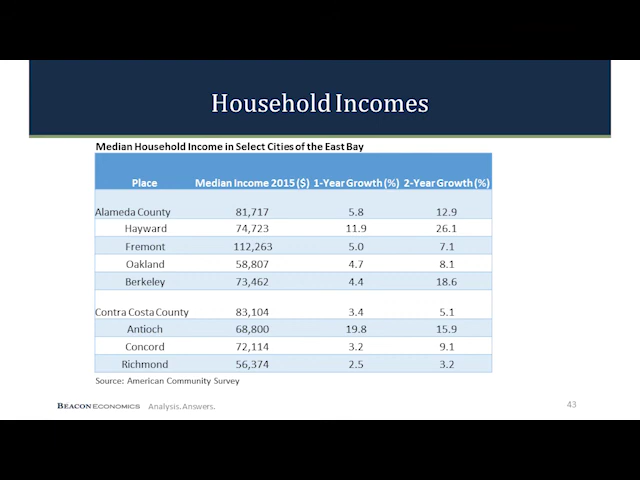 Household Incomes
Median Household Income in Select Cities of the East Bay
Place Median Income 2015 ($) 1-Year Growth (%) 2-Year Growth (%)
Alameda County 81,717 5.8 12.9
Hayward 74,723 11.9 26.1
Fremont 112,263 5.0 7.1
Oakland 58,807 4.7 8.1
Berkeley 73,462 4.4 18.6
Contra Costa County 83,104 3.4 5.1
Antioch 68,800 19.8 15.9
Concord 72,114 3.2 9.1
Richmond 56,374 2.5 3.2
Source: American Community Survey
BEACON ECONOMICS Analysis. Answers. 43